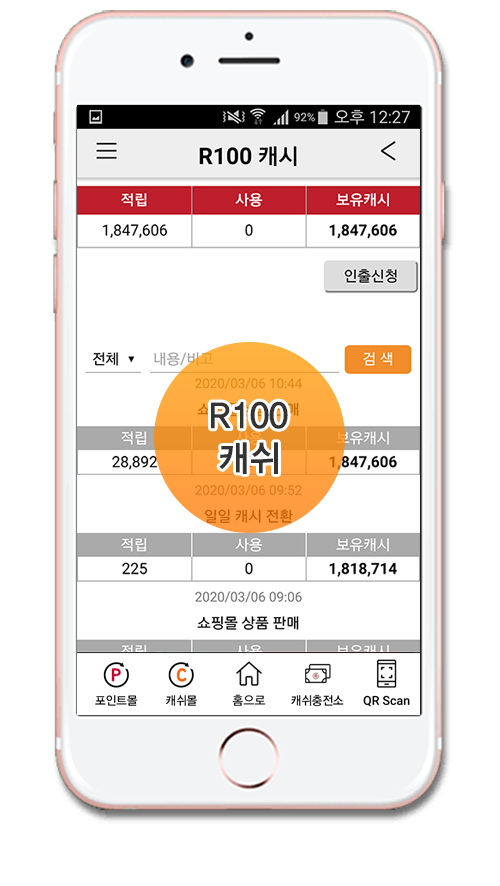 92% 오후 12:27
R100 캐시
적립 사용 보유캐시
1,847,606 0 1,847,606
인출신청
전체 ▼ 내용/비고 검 색
2020/03/06 10:44
R100
캐쉬
적립 보유캐시
28,892 1,847,606
2020/03/06 09:52
일일 캐시 전환
적립 사용 보유캐시
225 0 1,818,714
2020/03/06 09:06
쇼핑몰 상품 판매
적립 사용 보유캐시
P C
포인트몰 캐쉬몰 홈으로 캐쉬충전소 QR Scan